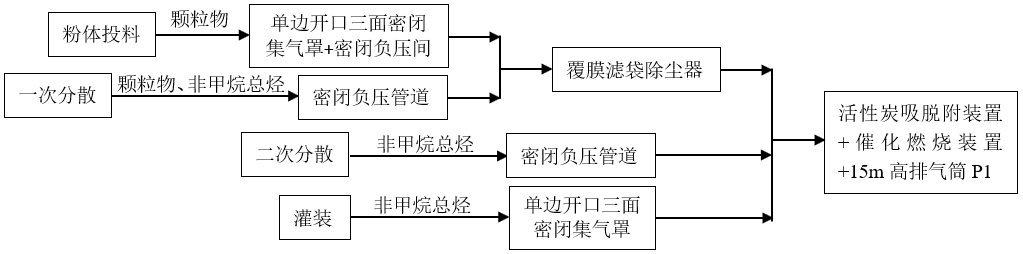 粉体投料
颗粒物
单边开口三面密闭
集气罩+密闭负压间
一次分散
颗粒物、非甲烷总烃
密闭负压管道
覆膜滤袋除尘器
二次分散
非甲烷总烃
密闭负压管道
灌装
非甲烷总烃
单边开口三面
密闭集气罩
活性炭吸脱附装置
+催化燃烧装置
+15m高排气筒P1